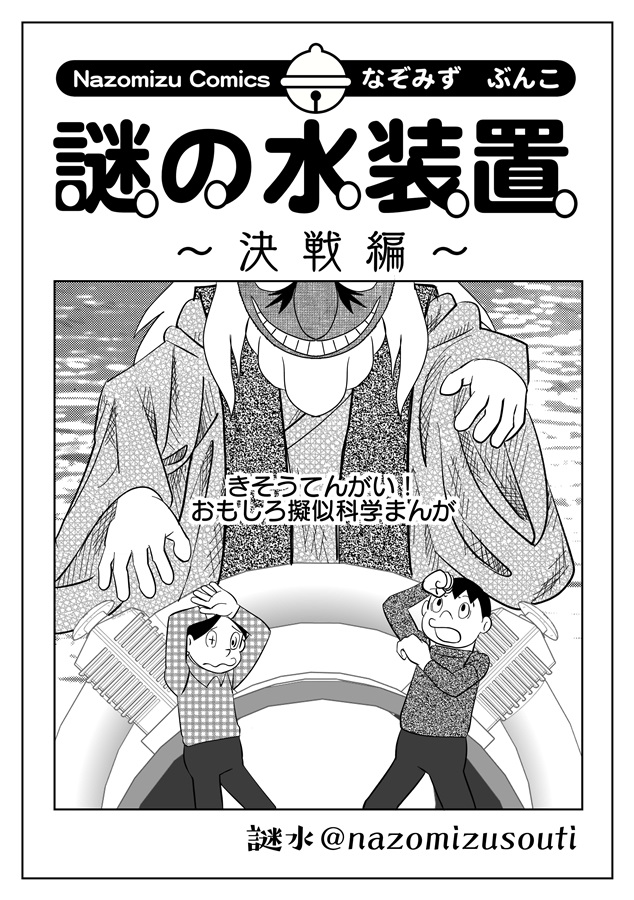 Nazomizu Comics なぞみず ぶんこ
謎の水装置
～決戦編～
きそうてんがい！
おもしろ擬似科学まんが
謎水@nazomizusouti